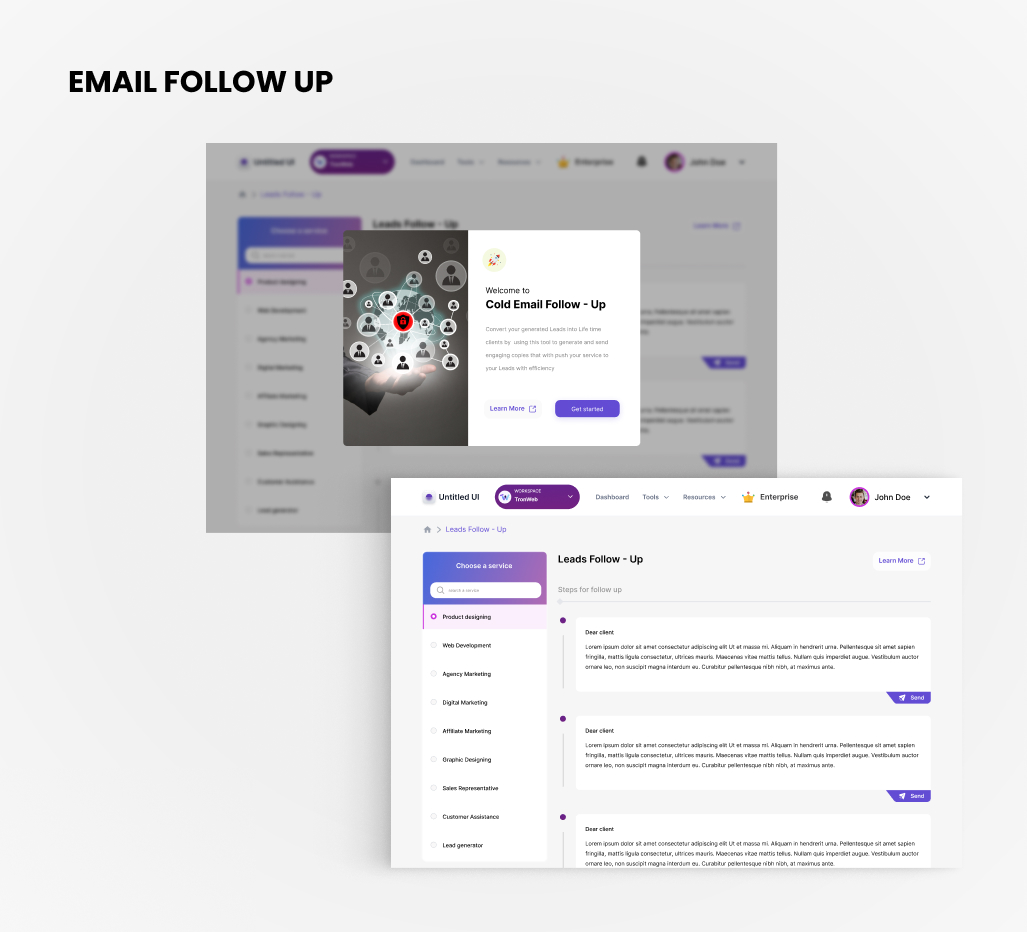 EMAIL FOLLOW UP
Untitled UI
WORKSPACE
TronWeb
Dashboard
Tools
Resources
Enterprise
John Doe
Leads Follow - Up
Choose a service
Leads Follow - Up
Learn More
Product designing
Web Development
Agency Marketing
Digital Marketing
Affiliate Marketing
Graphic Designing
Sales Representative
Customer Assistance
Lead generator
Send
Send
Welcome to
Cold Email Follow - Up
Convert your generated Leads into Life time
clients by using this tool to generate and send
engaging copies that with push your service to
your Leads with efficiency
Learn More
Get started
Untitled UI
WORKSPACE
TronWeb
Dashboard
Tools
Resources
Enterprise
John Doe
Leads Follow - Up
Choose a service
Search a service
Product designing
Web Development
Agency Marketing
Digital Marketing
Affiliate Marketing
Graphic Designing
Sales Representative
Customer Assistance
Lead generator
Leads Follow - Up
Learn More
Steps for follow up
Dear client
Lorem ipsum dolor sit amet consectetur adipiscing elit Ut et massa mi. Aliquam in hendrerit urna. Pellentesque sit amet sapien
fringilla, mattis ligula consectetur, ultrices mauris. Maecenas vitae mattis tellus. Nullam quis imperdiet augue. Vestibulum auctor
ornare leo, non suscipit magna interdum eu. Curabitur pellentesque nibh nibh, at maximus ante.
Send
Dear client
Lorem ipsum dolor sit amet consectetur adipiscing elit Ut et massa mi. Aliquam in hendrerit urna. Pellentesque sit amet sapien
fringilla, mattis ligula consectetur, ultrices mauris. Maecenas vitae mattis tellus. Nullam quis imperdiet augue. Vestibulum auctor
ornare leo, non suscipit magna interdum eu. Curabitur pellentesque nibh nibh, at maximus ante.
Send
Dear client
Lorem ipsum dolor sit amet consectetur adipiscing elit Ut et massa mi. Aliquam in hendrerit urna. Pellentesque sit amet sapien
fringilla, mattis ligula consectetur, ultrices mauris. Maecenas vitae mattis tellus. Nullam quis imperdiet augue. Vestibulum auctor
ornare leo, non suscipit magna interdum eu. Curabitur pellentesque nibh nibh, at maximus ante.